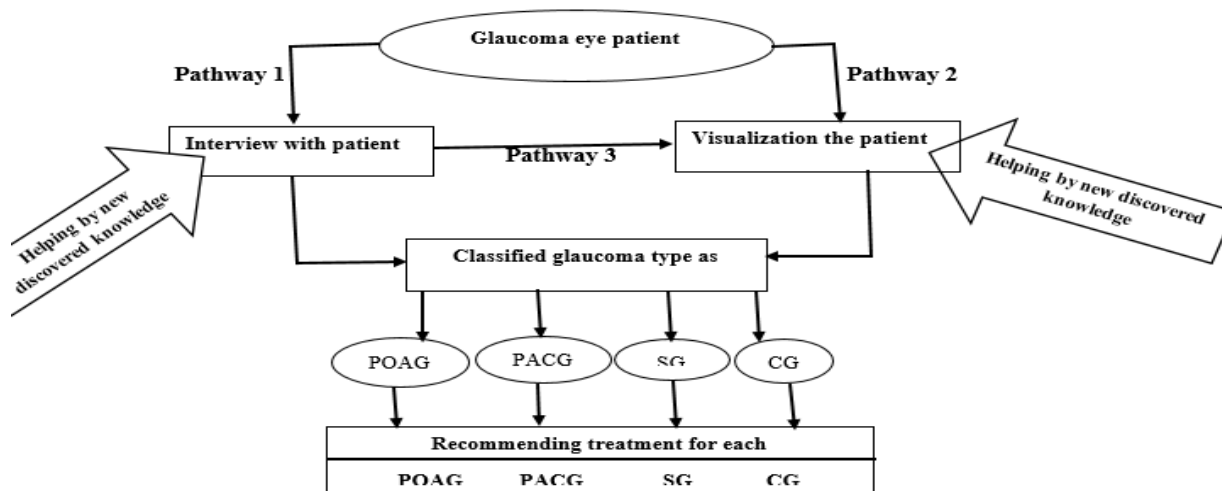 Glaucoma eye patient
Pathway 1
Pathway 2
Interview with patient
Visualization the patient
Pathway 3
Helping by new
discovered knowledge
Helping by new discovered
knowledge
Classified glaucoma type as
POAG
PACG
SG
CG
Recommending treatment for each
POAG PACG SG CG